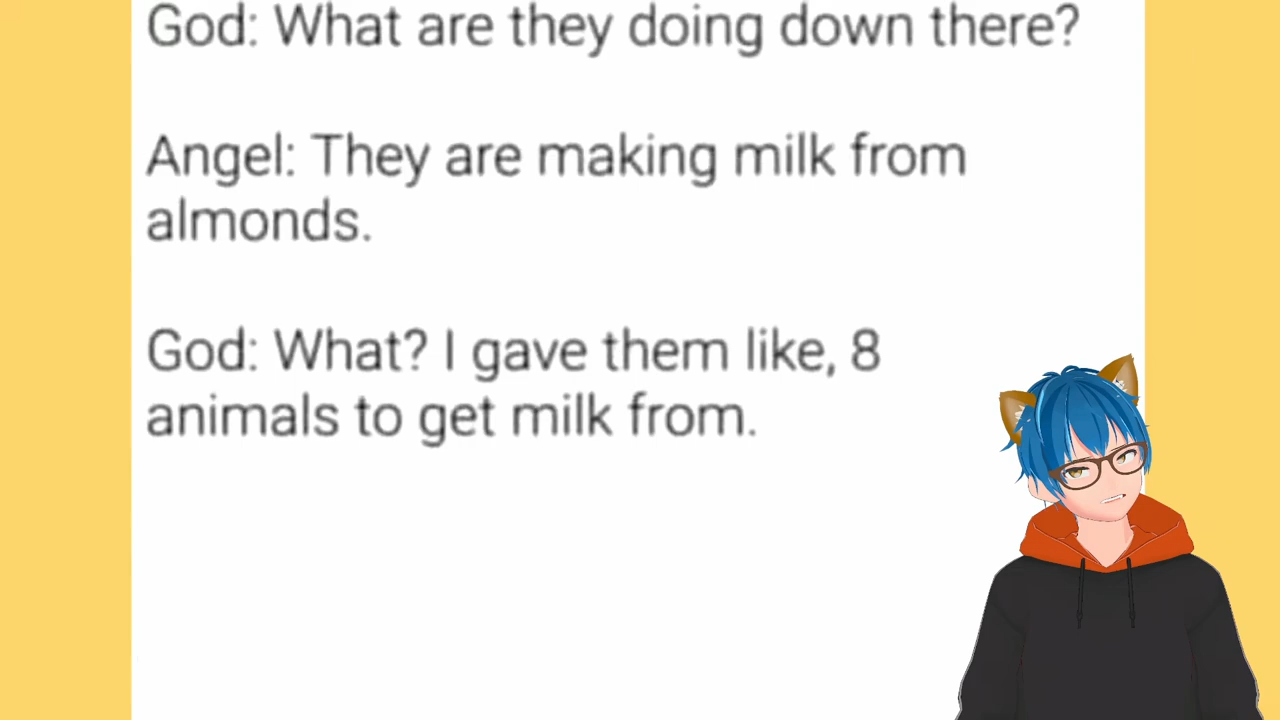 God: What are they doing down there?
Angel: They are making milk from
almonds.
God: What? I gave them like, 8
animals to get milk from.